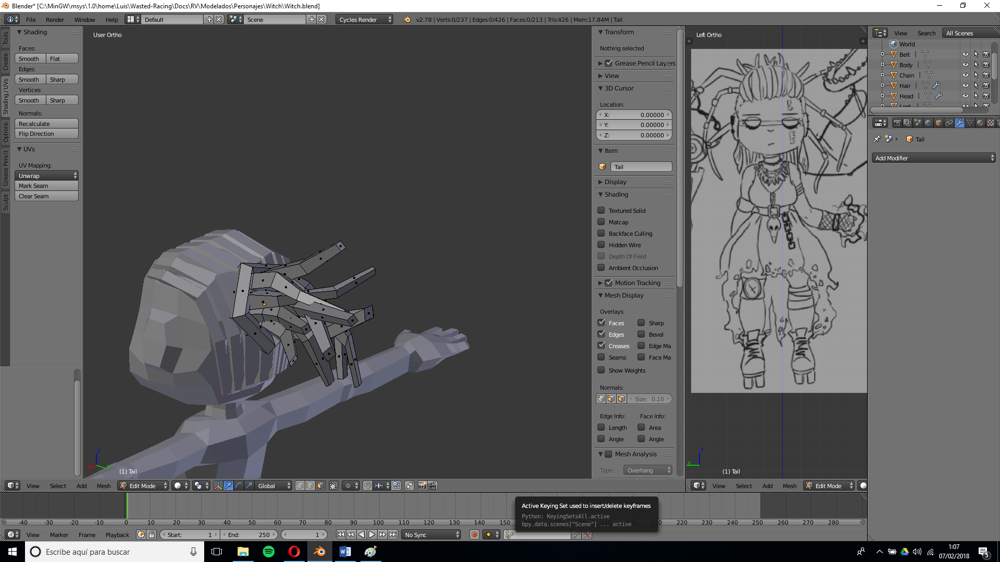 Blender* [C:\MinGW\msys\1.0\home\Luis\Wasted-Racing\Docs\RV\Modelados\Personajes\Witch\Witch.blend]
File Render Window Help Default Scene Cycles Render v2.78 | Verts:0/237 | Edges:0/426 | Faces:0/213 | Tris:426 | Mem:17.84M | Tail
Tools
Create
Shading / UVs
Options
Grease Pencil
Sculpt
Shading
Faces:
Smooth Flat
Edges:
Smooth Sharp
Vertices:
Smooth Sharp
Normals:
Recalculate
Flip Direction
UVs
UV Mapping:
Unwrap
Mark Seam
Clear Seam
User Ortho
(1) Tail
Transform
Nothing selected
Grease Pencil Layers
View
3D Cursor
Location:
X: 0.00000
Y: 0.00000
Z: 0.00000
Item
Tail
Display
Shading
Textured Solid
Matcap
Backface Culling
Hidden Wire
Depth Of Field
Ambient Occlusion
Motion Tracking
Mesh Display
Overlays:
Faces Sharp
Edges Bevel
Creases Edge Ma
Seams Face Ma
Show Weights
Normals:
Size: 0.10
Edge Info: Face Info:
Length Area
Angle Angle
Mesh Analysis
Type: Overhang
Left Ortho
(1) Tail
View Search All Scenes
World
Belt
Body
Chain
Hair
Head
Tail
Add Modifier
View Select Add Mesh Edit Mode Global
View Select Add Mesh Edit Mode
-40 -30 -20 -10 0 10 20 30 40 50 60 70 80 90 100 110 120 130 140 150 210 220 230 240 250 260 270 280
Active Keying Set used to insert/delete keyframes
Python: KeyingSetsAll.active
bpy.data.scenes["Scene"] ... active
View Marker Frame Playback Start: 1 End: 250 1 No Sync
Escribe aquí para buscar
1:07
07/02/2018
5